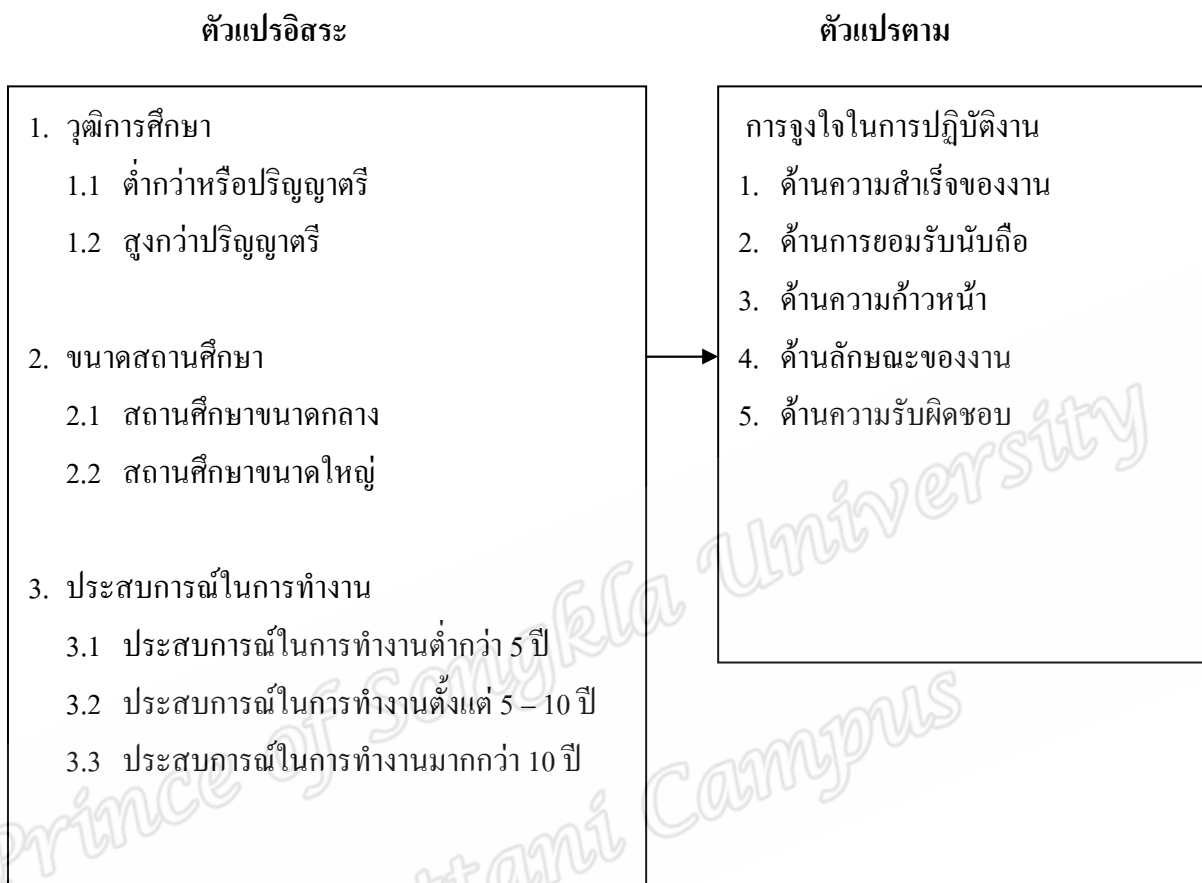 ตัวแปรอิสระ
ตัวแปรตาม
1. วุฒิการศึกษา
1.1 ต่ำกว่าหรือปริญญาตรี
1.2 สูงกว่าปริญญาตรี
2. ขนาดสถานศึกษา
2.1 สถานศึกษาขนาดกลาง
2.2 สถานศึกษาขนาดใหญ่
3. ประสบการณ์ในการทำงาน
3.1 ประสบการณ์ในการทำงานต่ำกว่า 5 ปี
3.2 ประสบการณ์ในการทำงานตั้งแต่ 5 – 10 ปี
3.3 ประสบการณ์ในการทำงานมากกว่า 10 ปี
การจูงใจในการปฏิบัติงาน
1. ด้านความสำเร็จของงาน
2. ด้านการยอมรับนับถือ
3. ด้านความก้าวหน้า
4. ด้านลักษณะของงาน
5. ด้านความรับผิดชอบ
Prince of Songkla University
Campus